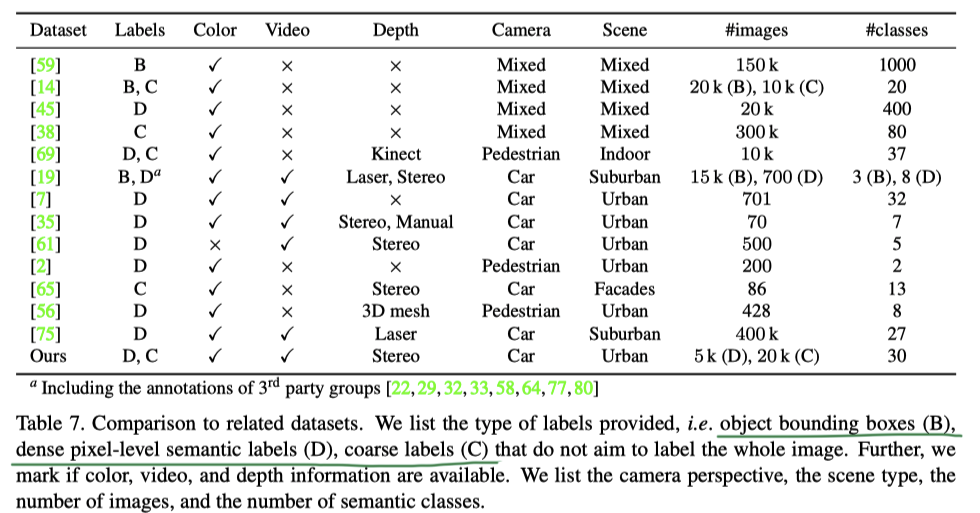 Dataset Labels Color Video Depth Camera Scene #images #classes
[59] B ✓ × × Mixed Mixed 150 k 1000
[14] B, C ✓ × × Mixed Mixed 20 k (B), 10 k (C) 20
[45] D ✓ × × Mixed Mixed 20 k 400
[38] C ✓ × × Mixed Mixed 300 k 80
[69] D, C ✓ × Kinect Pedestrian Indoor 10 k 37
[19] B, Dᵃ ✓ ✓ Laser, Stereo Car Suburban 15 k (B), 700 (D) 3 (B), 8 (D)
[7] D ✓ ✓ × Car Urban 701 32
[35] D ✓ ✓ Stereo, Manual Car Urban 70 7
[61] D × ✓ Stereo Car Urban 500 5
[2] D ✓ × × Pedestrian Urban 200 2
[65] C ✓ × Stereo Car Facades 86 13
[56] D ✓ × 3D mesh Pedestrian Urban 428 8
[75] D ✓ ✓ Laser Car Suburban 400 k 27
Ours D, C ✓ ✓ Stereo Car Urban 5 k (D), 20 k (C) 30
ᵃ Including the annotations of 3rd party groups [22,29,32,33,58,64,77,80]
Table 7. Comparison to related datasets. We list the type of labels provided, i.e. object bounding boxes (B),
dense pixel-level semantic labels (D), coarse labels (C) that do not aim to label the whole image. Further, we
mark if color, video, and depth information are available. We list the camera perspective, the scene type, the
number of images, and the number of semantic classes.